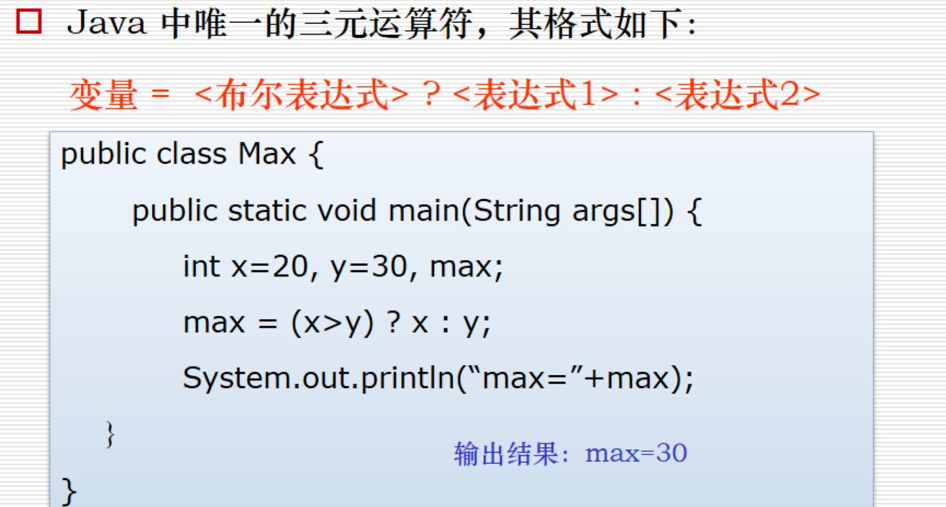 Java 中唯一的三元运算符，其格式如下：
变量 = <布尔表达式> ? <表达式1> : <表达式2>
public class Max {
public static void main(String args[]) {
int x=20, y=30, max;
max = (x>y) ? x : y;
System.out.println(“max=”+max);
}
输出结果：max=30
}